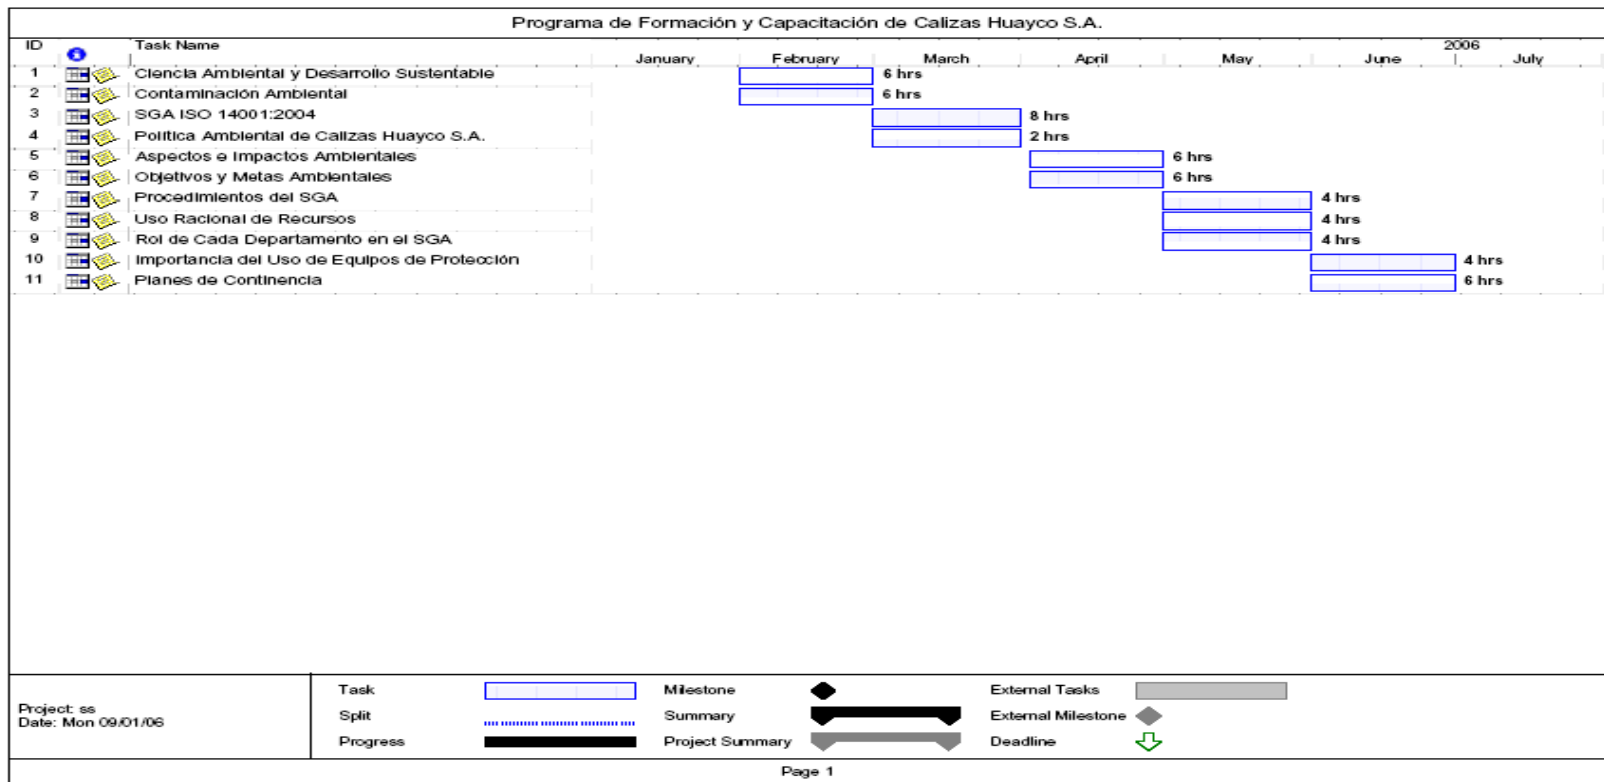 Programa de Formación y Capacitación de Calizas Huayco S.A.
ID Task Name 2006
January February March April May June July
1 Ciencia Ambiental y Desarrollo Sustentable 6 hrs
2 Contaminación Ambiental 6 hrs
3 SGA ISO 14001:2004 8 hrs
4 Política Ambiental de Calizas Huayco S.A. 2 hrs
5 Aspectos e Impactos Ambientales 6 hrs
6 Objetivos y Metas Ambientales 6 hrs
7 Procedimientos del SGA 4 hrs
8 Uso Racional de Recursos 4 hrs
9 Rol de Cada Departamento en el SGA 4 hrs
10 Importancia del Uso de Equipos de Protección 4 hrs
11 Planes de Continencia 6 hrs
Project: ss
Date: Mon 09/01/06
Task Milestone External Tasks
Split Summary External Milestone
Progress Project Summary Deadline
Page 1